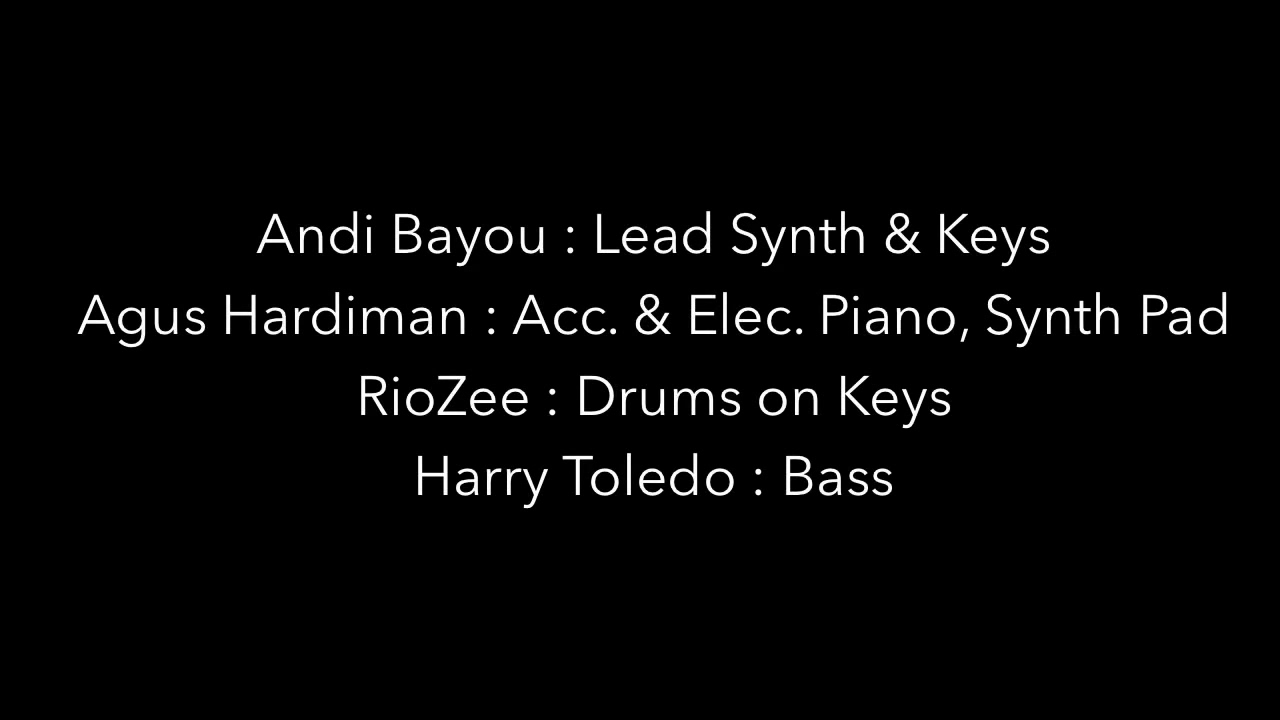 Andi Bayou : Lead Synth & Keys
Agus Hardiman : Acc. & Elec. Piano, Synth Pad
RioZee : Drums on Keys
Harry Toledo : Bass